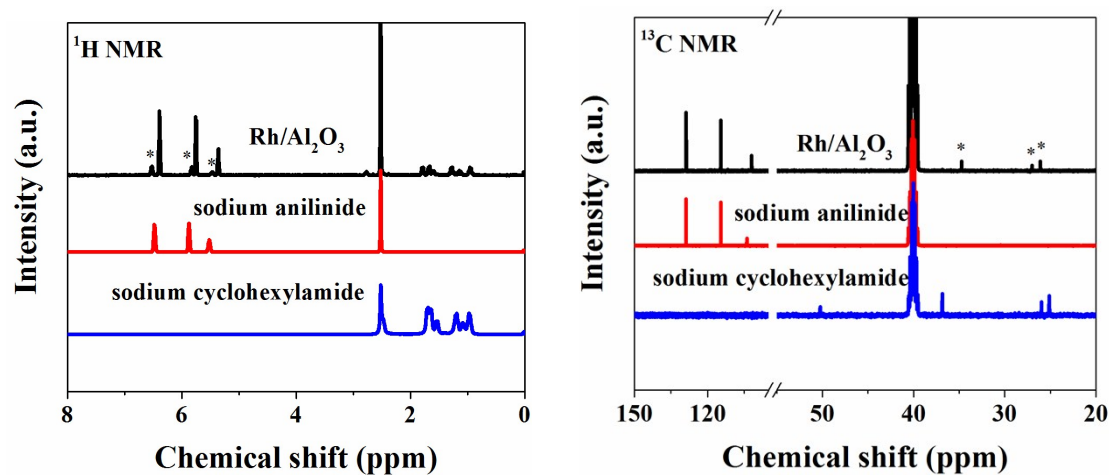 ¹H NMR
Rh/Al₂O₃
* * *
sodium anilinide
sodium cyclohexylamide
Intensity (a.u.)
8 6 4 2 0
Chemical shift (ppm)
¹³C NMR
Rh/Al₂O₃
* * *
sodium anilinide
sodium cyclohexylamide
Intensity (a.u.)
150 120 50 40 30 20
Chemical shift (ppm)